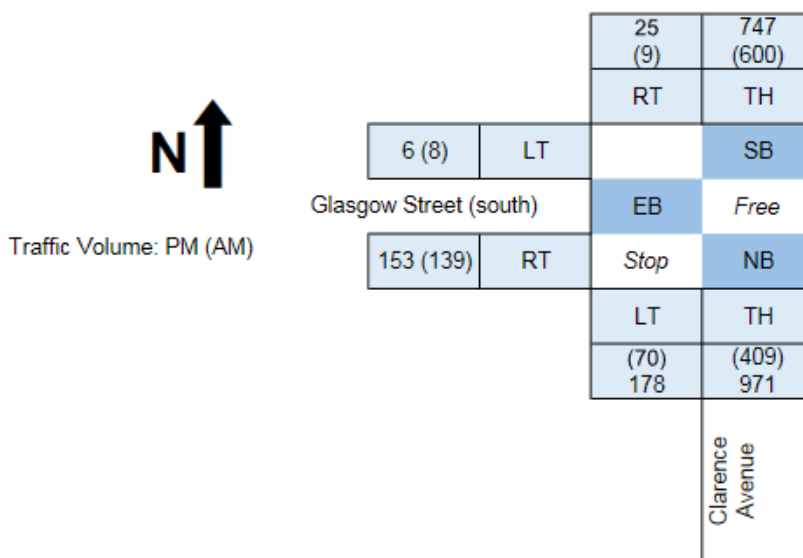 25 747
(9) (600)
RT TH
N
6 (8) LT SB
Glasgow Street (south) EB Free
Traffic Volume: PM (AM)
153 (139) RT Stop NB
LT TH
(70) (409)
178 971
Clarence
Avenue